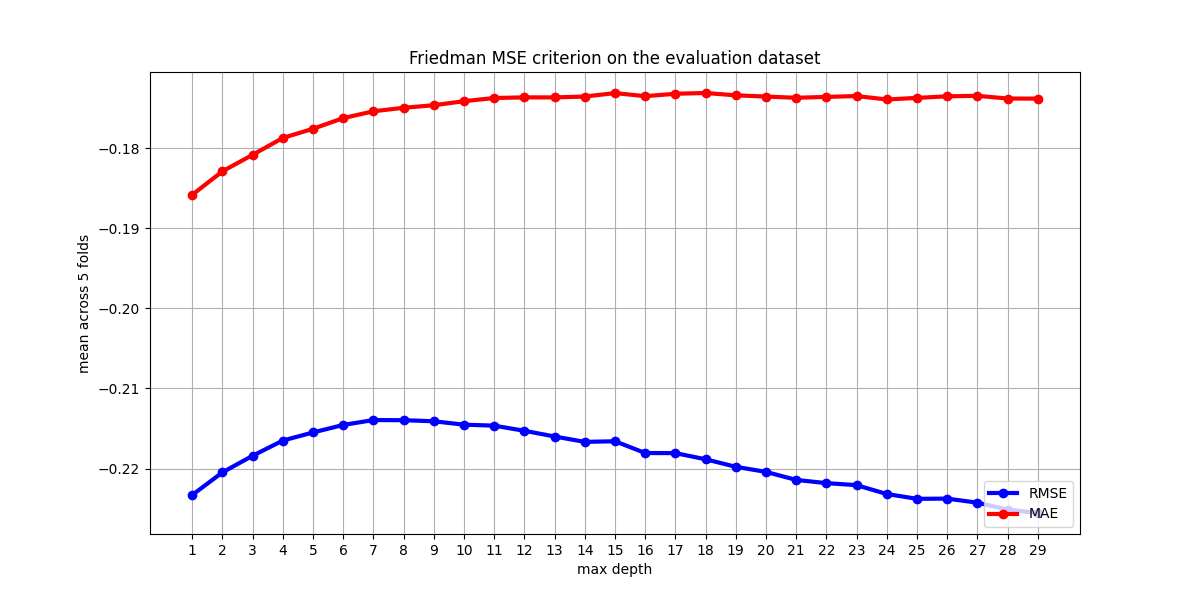 Friedman MSE criterion on the evaluation dataset
mean across 5 folds
−0.18
−0.19
−0.20
−0.21
−0.22
RMSE
MAE
1 2 3 4 5 6 7 8 9 10 11 12 13 14 15 16 17 18 19 20 21 22 23 24 25 26 27 28 29
max depth